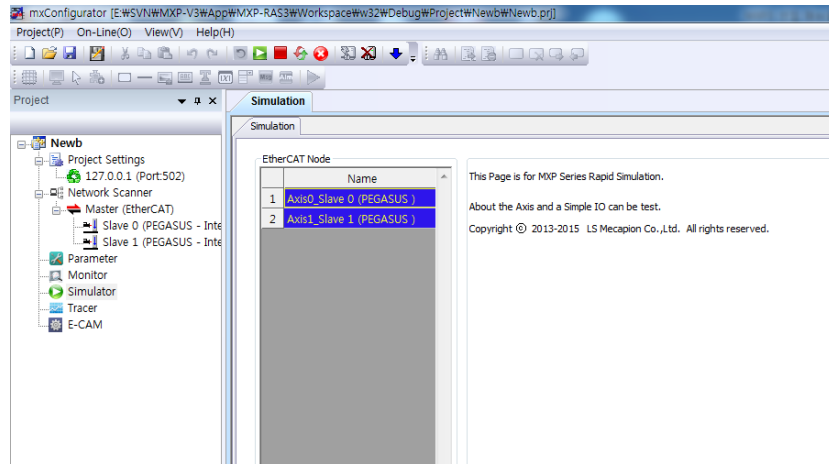 mxConfigurator [E:₩SVN₩MXP-V3₩App₩MXP-RAS3₩Workspace₩w32₩Debug₩Project₩Newb₩Newb.prj]
Project(P) On-Line(O) View(V) Help(H)
Project
Simulation
Simulation
Newb
Project Settings
127.0.0.1 (Port:502)
Network Scanner
Master (EtherCAT)
Slave 0 (PEGASUS - Inte
Slave 1 (PEGASUS - Inte
Parameter
Monitor
Simulator
Tracer
E-CAM
EtherCAT Node
Name
1 Axis0_Slave 0 (PEGASUS )
2 Axis1_Slave 1 (PEGASUS )
This Page is for MXP Series Rapid Simulation.
About the Axis and a Simple IO can be test.
Copyright ⓒ 2013-2015 LS Mecapion Co.,Ltd. All rights reserved.